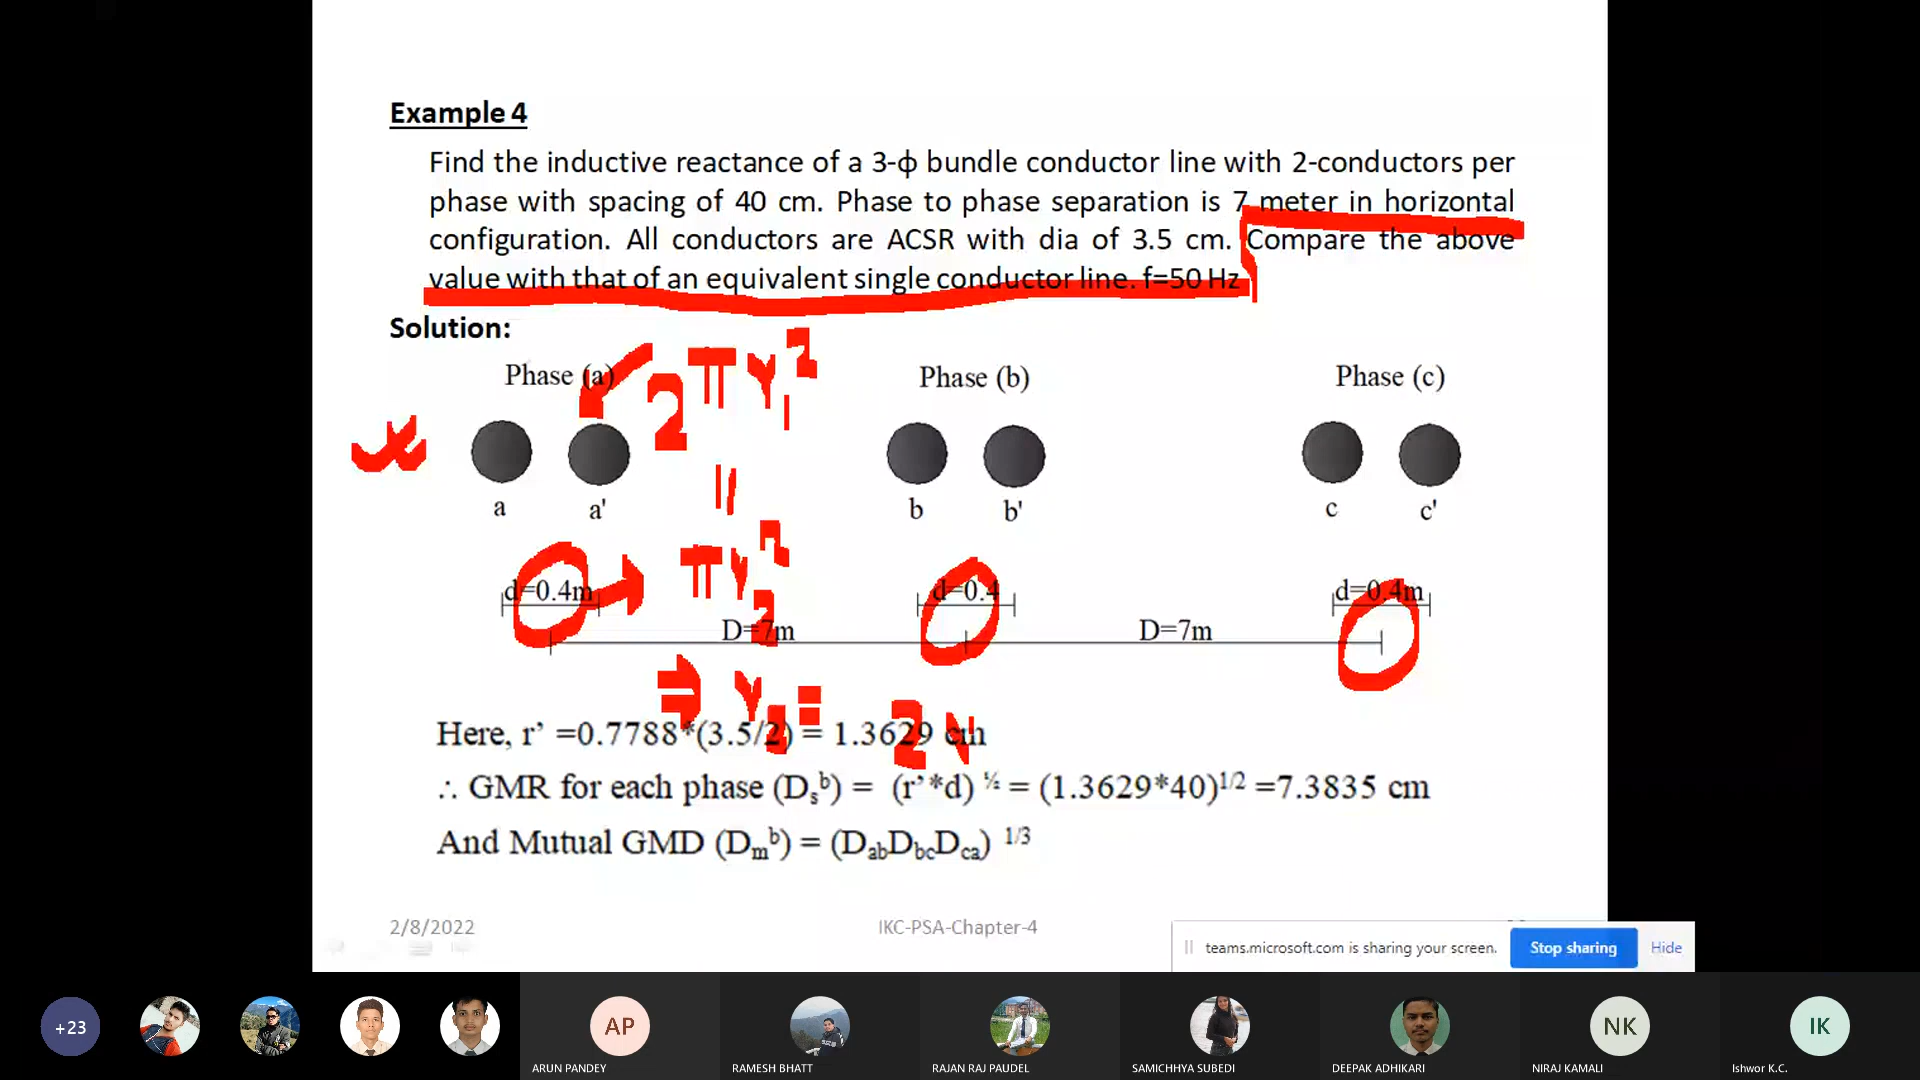 Example 4
Find the inductive reactance of a 3-ф bundle conductor line with 2-conductors per
phase with spacing of 40 cm. Phase to phase separation is 7 meter in horizontal
configuration. All conductors are ACSR with dia of 3.5 cm. Compare the above
value with that of an equivalent single conductor line. f=50 Hz
Solution:
Phase (a)
2πr₁²
Phase (b)
Phase (c)
a
a'
b
b'
c
c'
||
πr₂²
d=0.4m
d=0.4
d=0.4m
D=7m
D=7m
⇒ r₂ =
2r
Here, r’ =0.7788*(3.5/2) = 1.3629 cm
∴ GMR for each phase (Dₛᵇ) = (r’*d) ½ = (1.3629*40)1/2 =7.3835 cm
And Mutual GMD (Dₘᵇ) = (DabDbcDca) 1/3
2/8/2022
IKC-PSA-Chapter-4
teams.microsoft.com is sharing your screen.
Stop sharing
Hide
+23
AP
NK
IK
ARUN PANDEY
RAMESH BHATT
RAJAN RAJ PAUDEL
SAMICHHYA SUBEDI
DEEPAK ADHIKARI
NIRAJ KAMALI
Ishwor K.C.